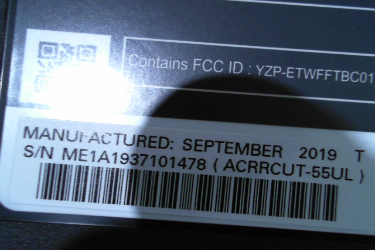 Contains FCC ID : YZP-ETWFFTBC01
MANUFACTURED: SEPTEMBER 2019 T
S/N ME1A1937101478 ( ACRRCUT-55UL )